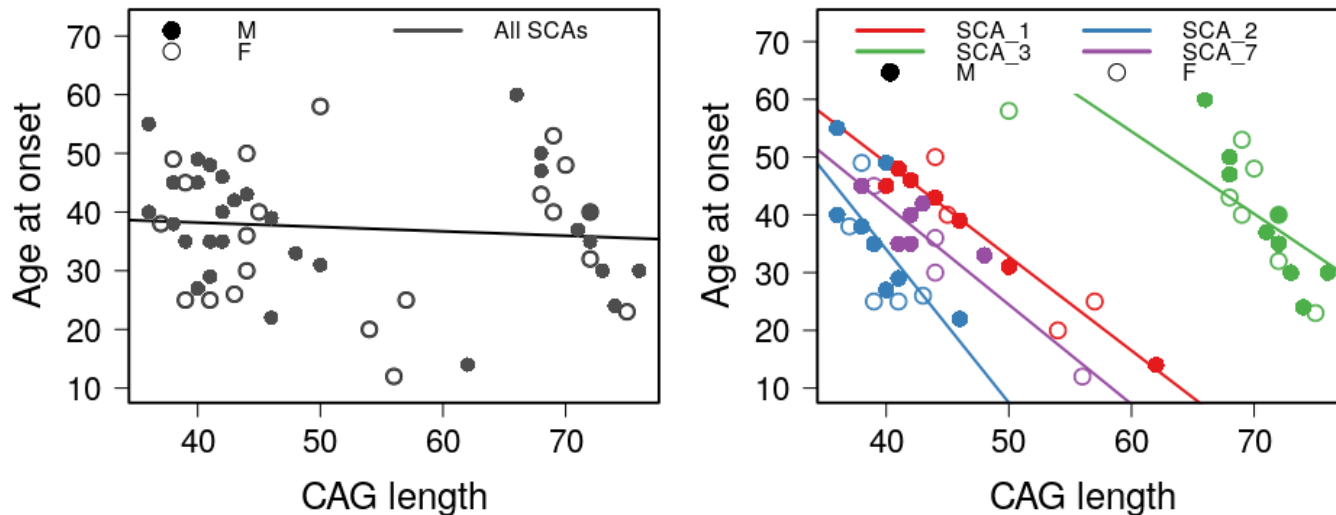 M All SCAs
F
70
60
50
40
30
20
10
40 50 60 70
Age at onset
CAG length
SCA_1 SCA_2
SCA_3 SCA_7
M F
70
60
50
40
30
20
10
40 50 60 70
Age at onset
CAG length